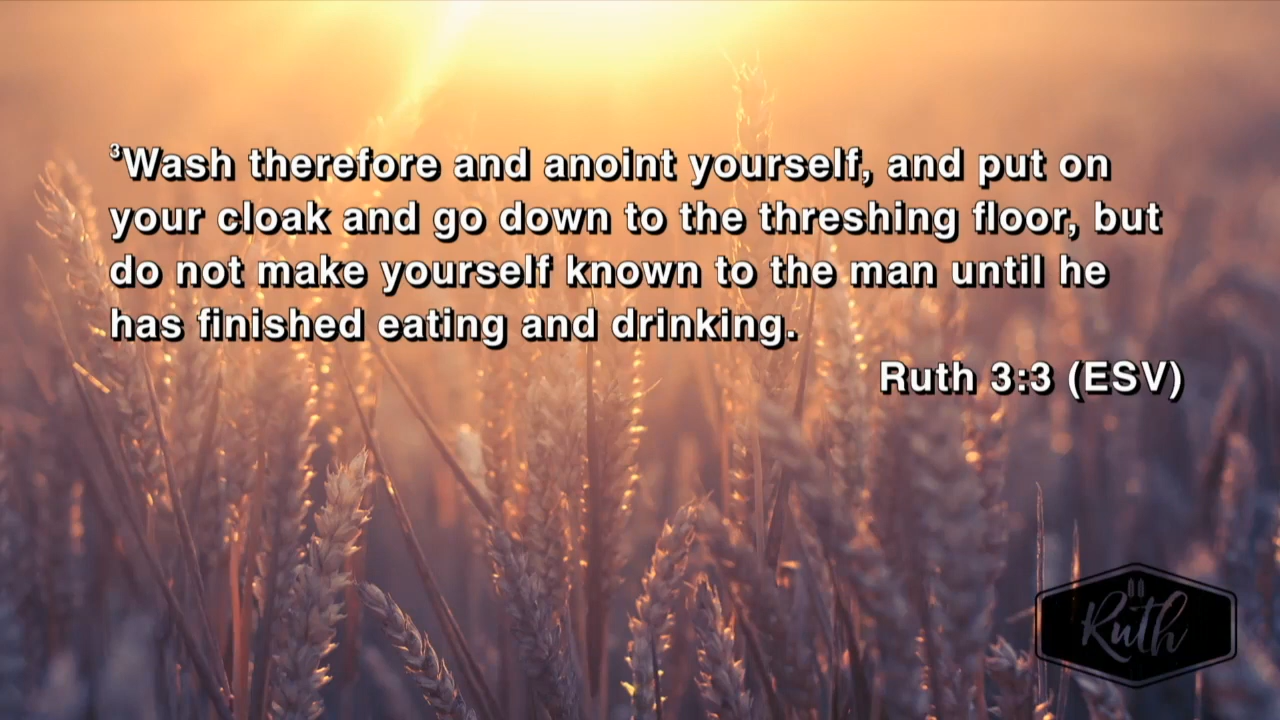 ³Wash therefore and anoint yourself, and put on
your cloak and go down to the threshing floor, but
do not make yourself known to the man until he
has finished eating and drinking.
Ruth 3:3 (ESV)
Ruth